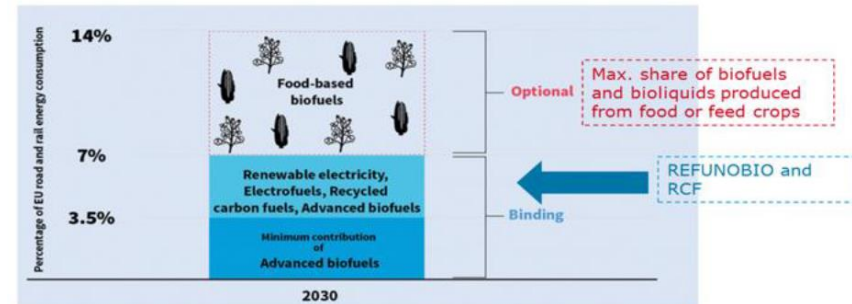 Percentage of EU road and rail energy consumption
14%
7%
3.5%
Food-based
biofuels
Renewable electricity,
Electrofuels, Recycled
carbon fuels, Advanced biofuels
Minimum contribution
of
Advanced biofuels
2030
Optional
Binding
Max. share of biofuels
and bioliquids produced
from food or feed crops
REFUNOBIO and
RCF